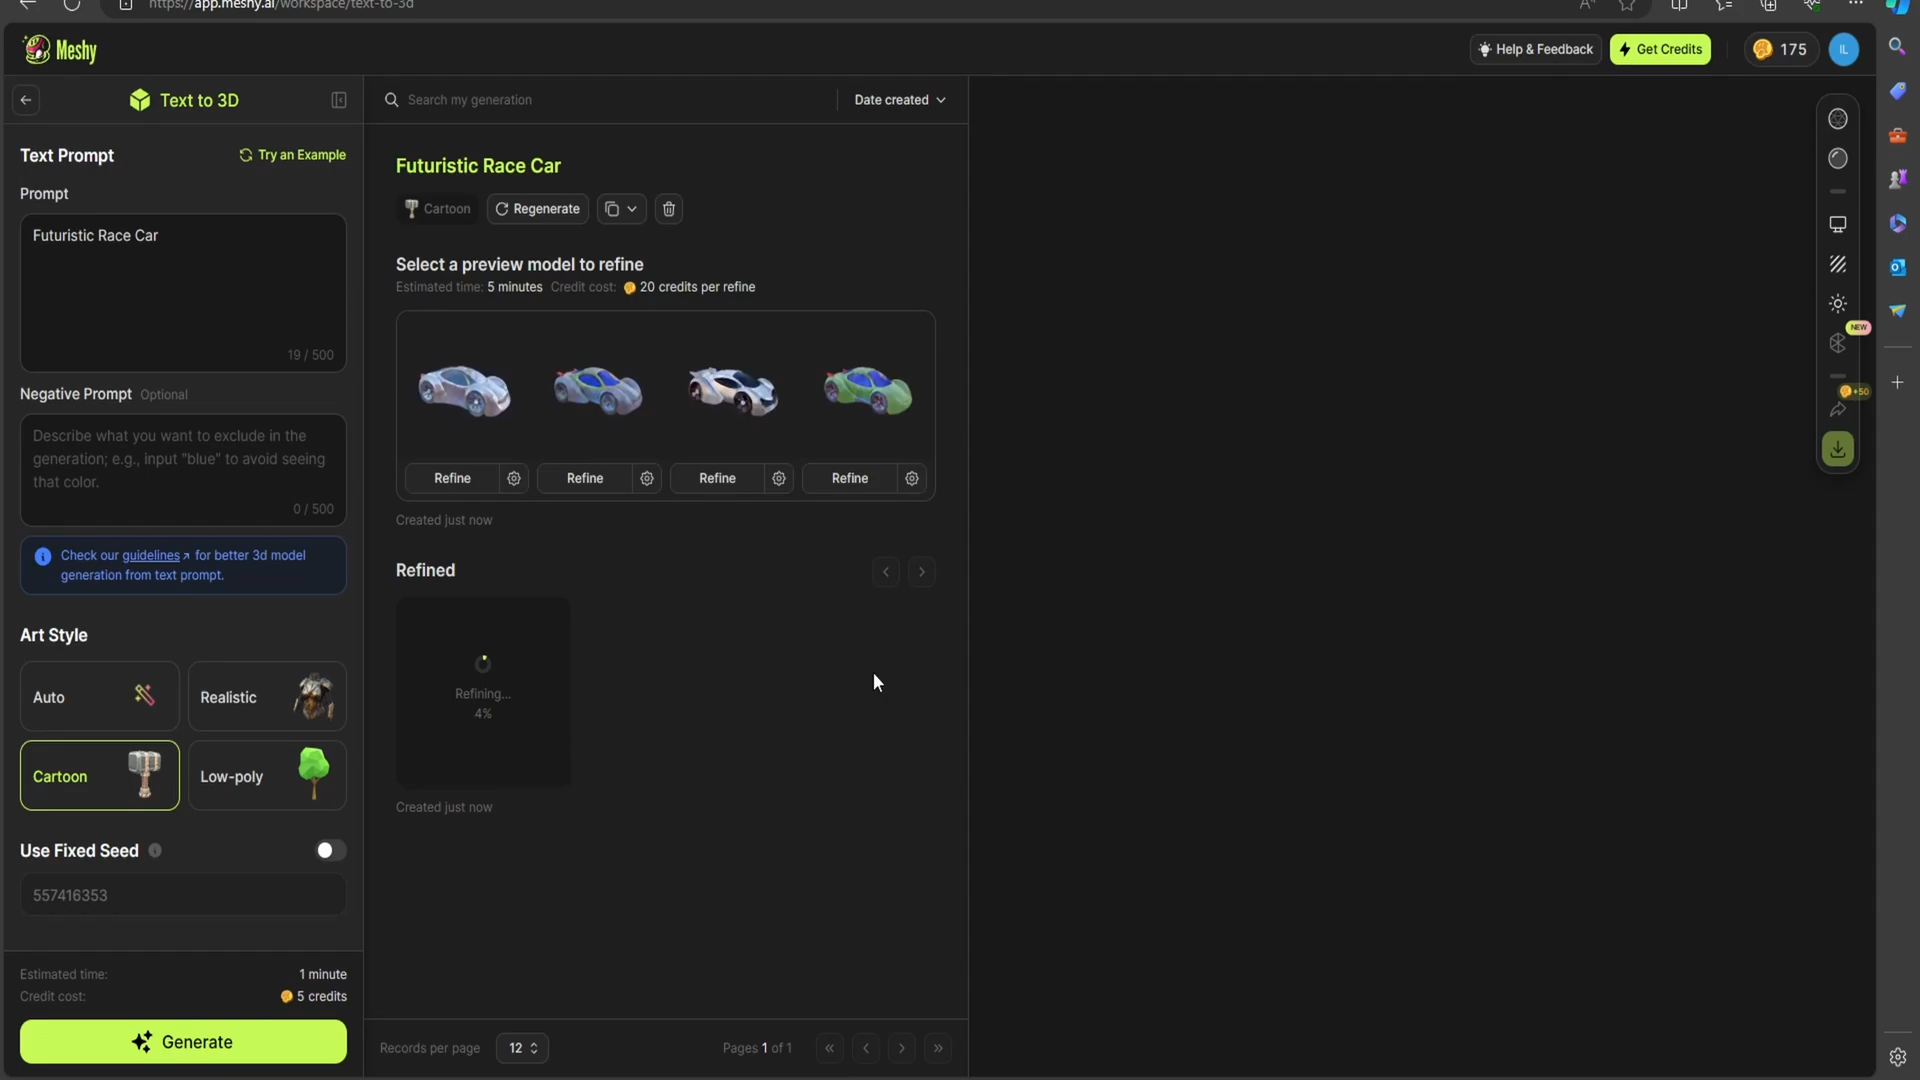 https://app.meshy.ai/workspace/text-to-3d
Meshy
Help & Feedback
Get Credits
175
IL
Text to 3D
Search my generation
Date created
Text Prompt
Try an Example
Prompt
Futuristic Race Car
19 / 500
Negative Prompt Optional
Describe what you want to exclude in the
generation; e.g., input "blue" to avoid seeing
that color.
0 / 500
Check our guidelines↗ for better 3d model
generation from text prompt.
Art Style
Auto
Realistic
Cartoon
Low-poly
Use Fixed Seed
557416353
Estimated time: 1 minute
Credit cost: 5 credits
Generate
Futuristic Race Car
Cartoon
Regenerate
Select a preview model to refine
Estimated time: 5 minutes Credit cost: 20 credits per refine
Refine
Refine
Refine
Refine
Created just now
Refined
Refining...
4%
Created just now
Records per page
12
Pages 1 of 1
NEW
+50